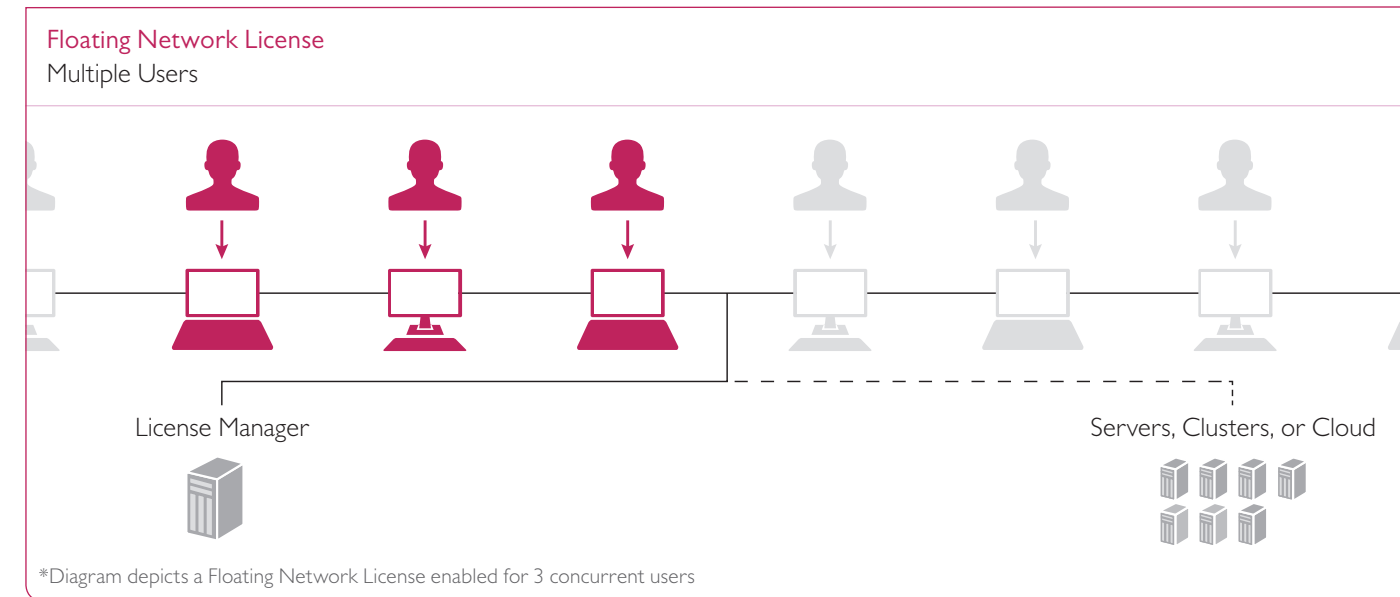 Floating Network License
Multiple Users
License Manager
Servers, Clusters, or Cloud
*Diagram depicts a Floating Network License enabled for 3 concurrent users